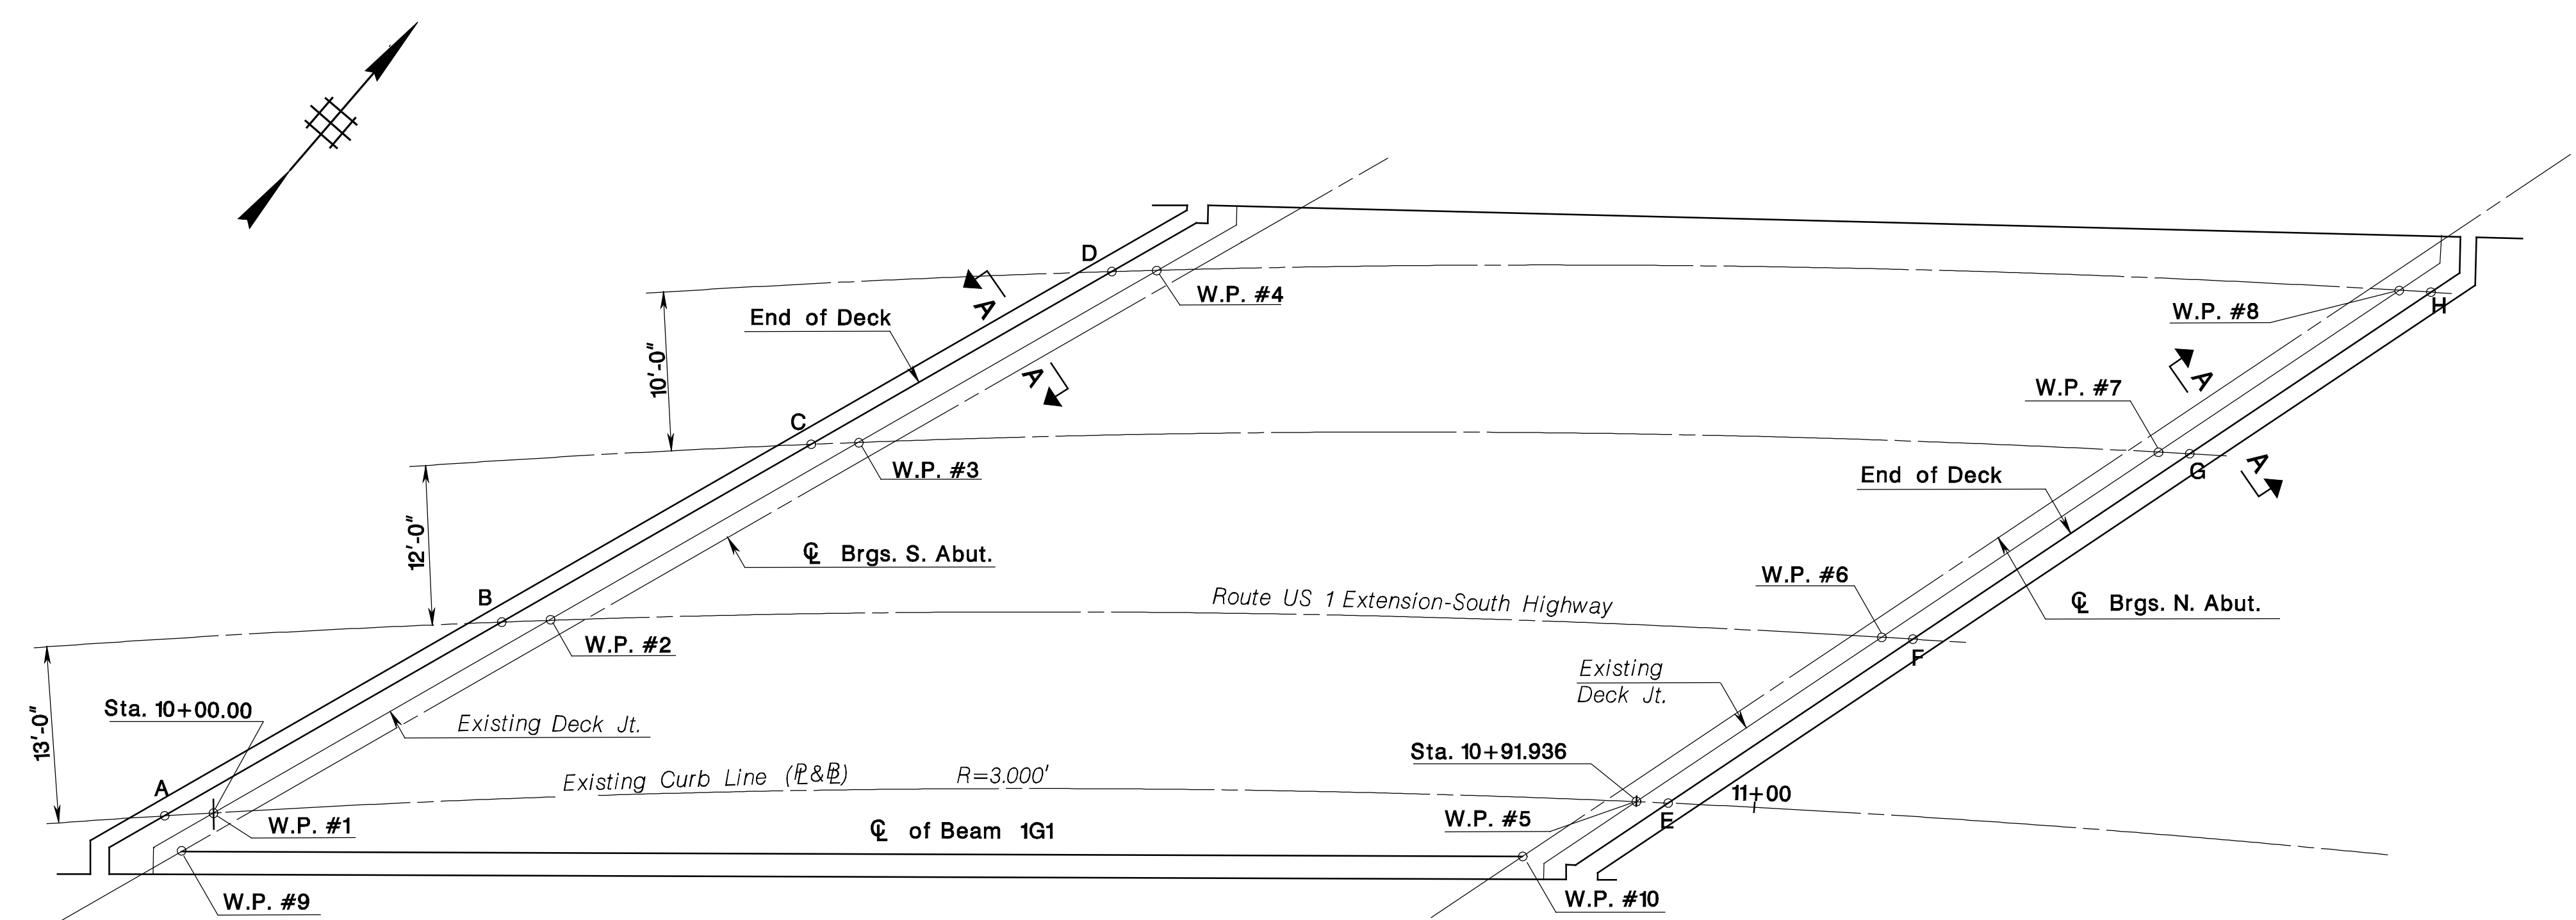 D
W.P. #4
A
End of Deck
W.P. #8
H
10'-0"
A
A
W.P. #7
C
W.P. #3
A
G
End of Deck
12'-0"
℄ Brgs. S. Abut.
W.P. #6
B
Route US 1 Extension-South Highway
℄ Brgs. N. Abut.
W.P. #2
F
Existing
Deck Jt.
13'-0"
Sta. 10+00.00
Existing Deck Jt.
Sta. 10+91.936
A
Existing Curb Line (PL&BL)
R=3.000'
11+00
W.P. #1
℄ of Beam 1G1
W.P. #5
E
W.P. #9
W.P. #10